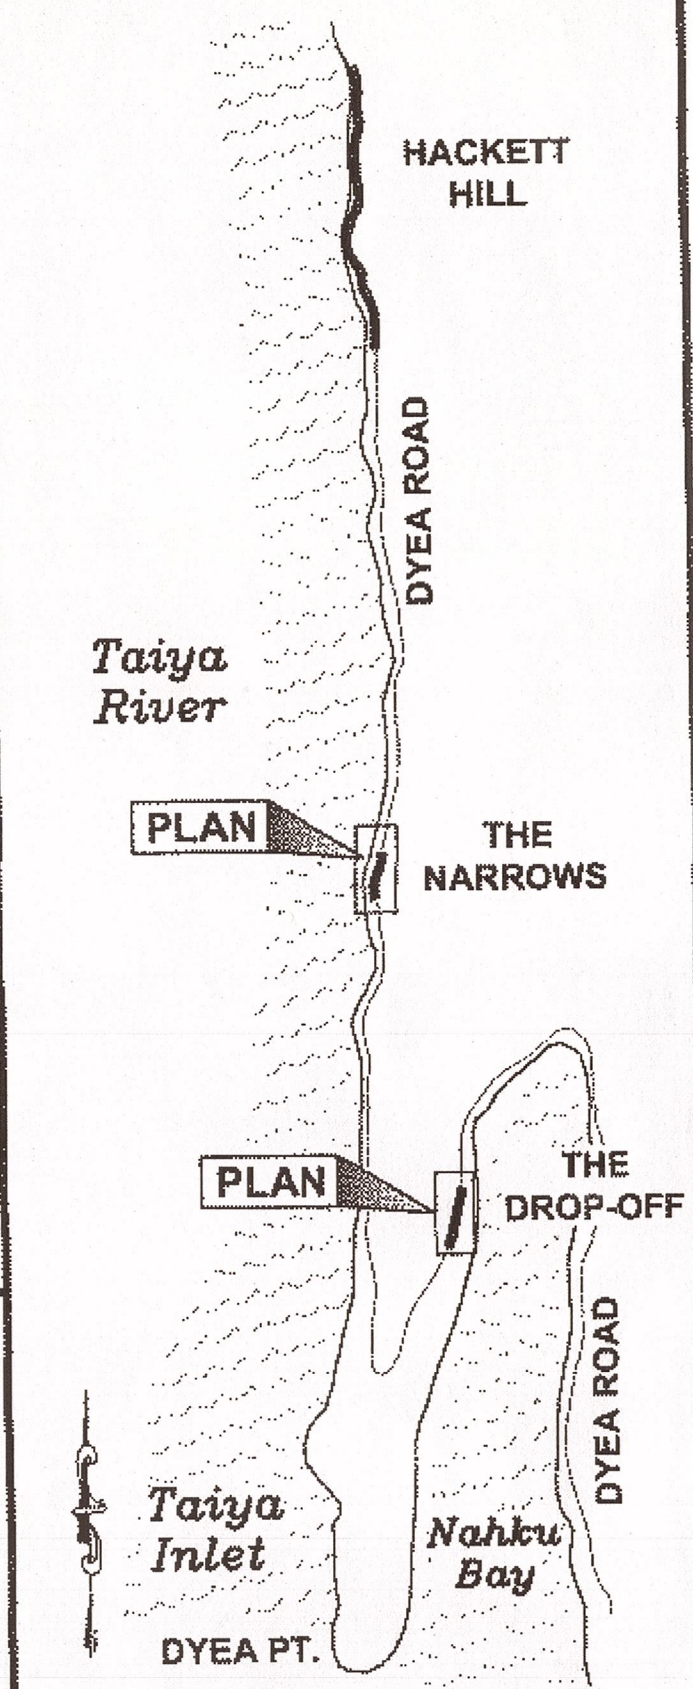 HACKETT
HILL
DYEA ROAD
Taiya
River
PLAN
THE
NARROWS
PLAN
THE
DROP-OFF
DYEA ROAD
Taiya
Inlet
Nahku
Bay
DYEA PT.